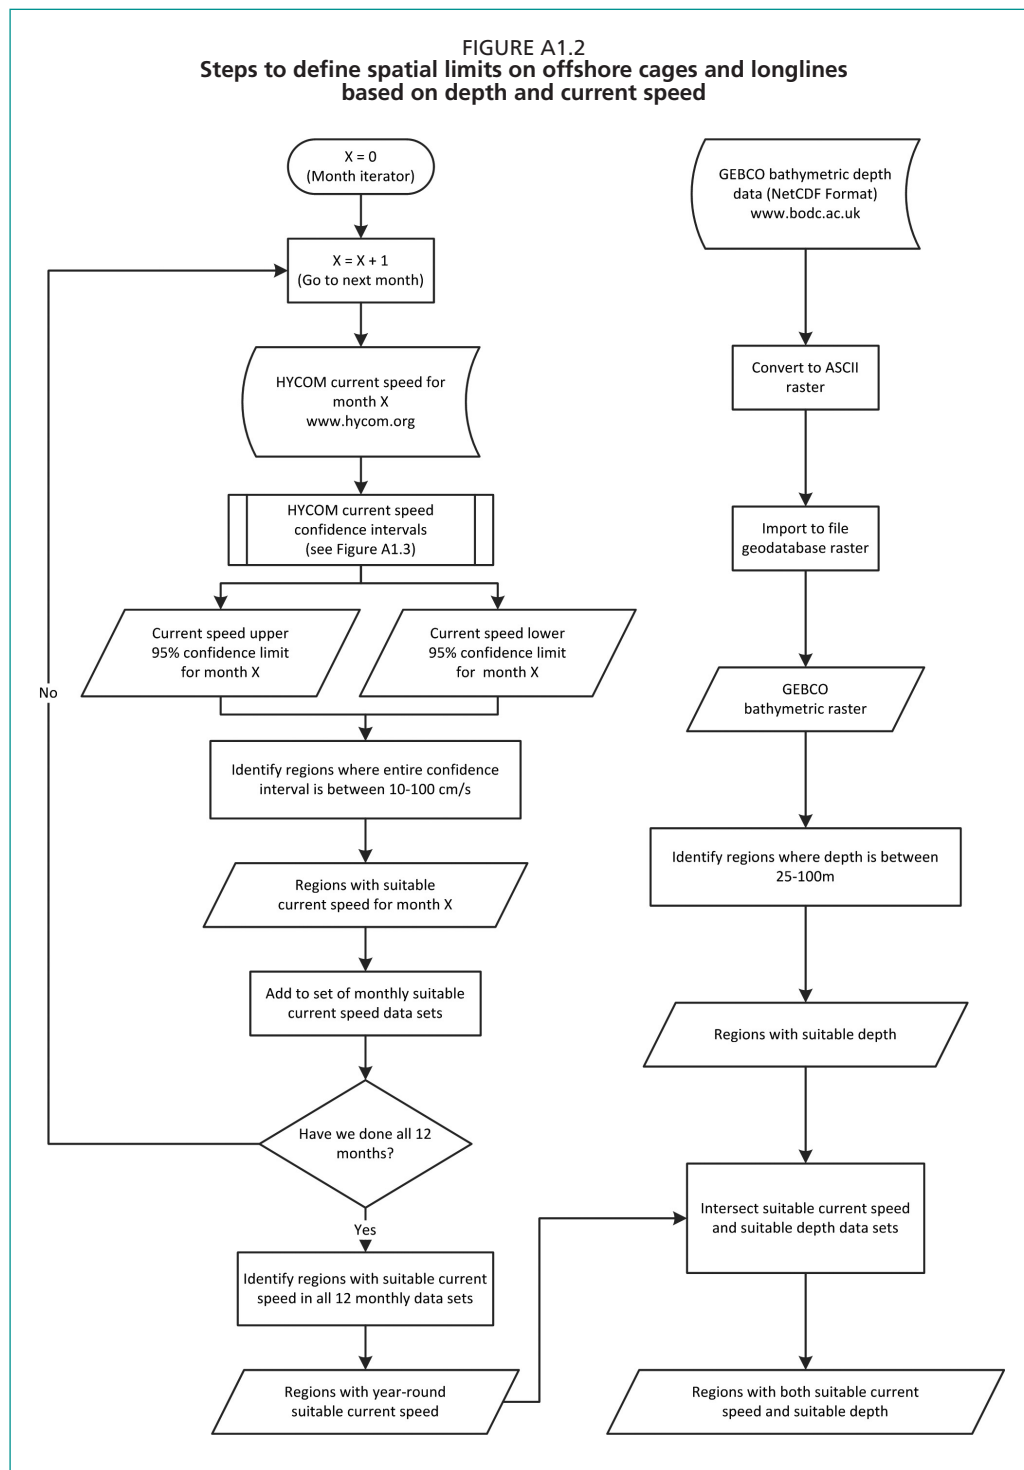 FIGURE A1.2
Steps to define spatial limits on offshore cages and longlines
based on depth and current speed
X = 0
(Month iterator)
X = X + 1
(Go to next month)
HYCOM current speed for
month X
www.hycom.org
HYCOM current speed
confidence intervals
(see Figure A1.3)
Current speed upper
95% confidence limit
for month X
Current speed lower
95% confidence limit
for month X
No
Identify regions where entire confidence
interval is between 10-100 cm/s
Regions with suitable
current speed for month X
Add to set of monthly suitable
current speed data sets
Have we done all 12
months?
Yes
Identify regions with suitable current
speed in all 12 monthly data sets
Regions with year-round
suitable current speed
GEBCO bathymetric depth
data (NetCDF Format)
www.bodc.ac.uk
Convert to ASCII
raster
Import to file
geodatabase raster
GEBCO
bathymetric raster
Identify regions where depth is between
25-100m
Regions with suitable depth
Intersect suitable current speed
and suitable depth data sets
Regions with both suitable current
speed and suitable depth